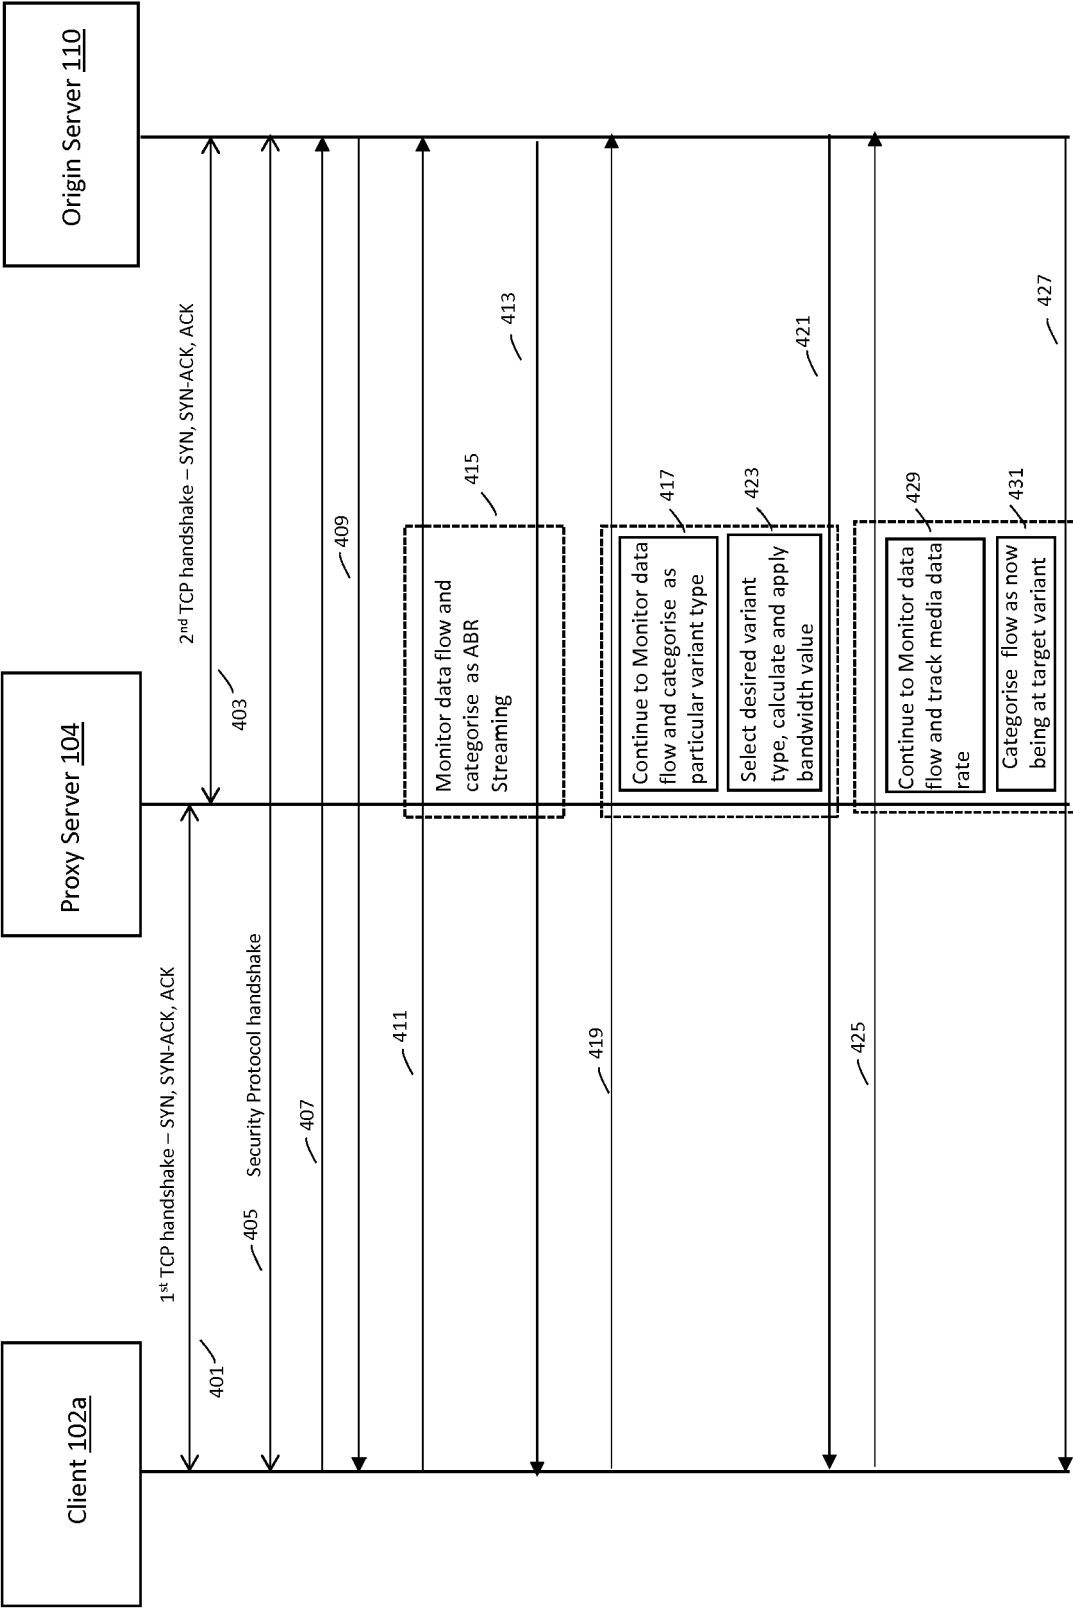 Client 102a
Proxy Server 104
Origin Server 110
1st TCP handshake – SYN, SYN-ACK, ACK
401
2nd TCP handshake – SYN, SYN-ACK, ACK
403
Security Protocol handshake
405
407
409
411
Monitor data flow and
categorise as ABR
Streaming
415
413
419
Continue to Monitor data
flow and categorise as
particular variant type
417
Select desired variant
type, calculate and apply
bandwidth value
423
421
425
Continue to Monitor data
flow and track media data
rate
429
Categorise flow as now
being at target variant
431
427